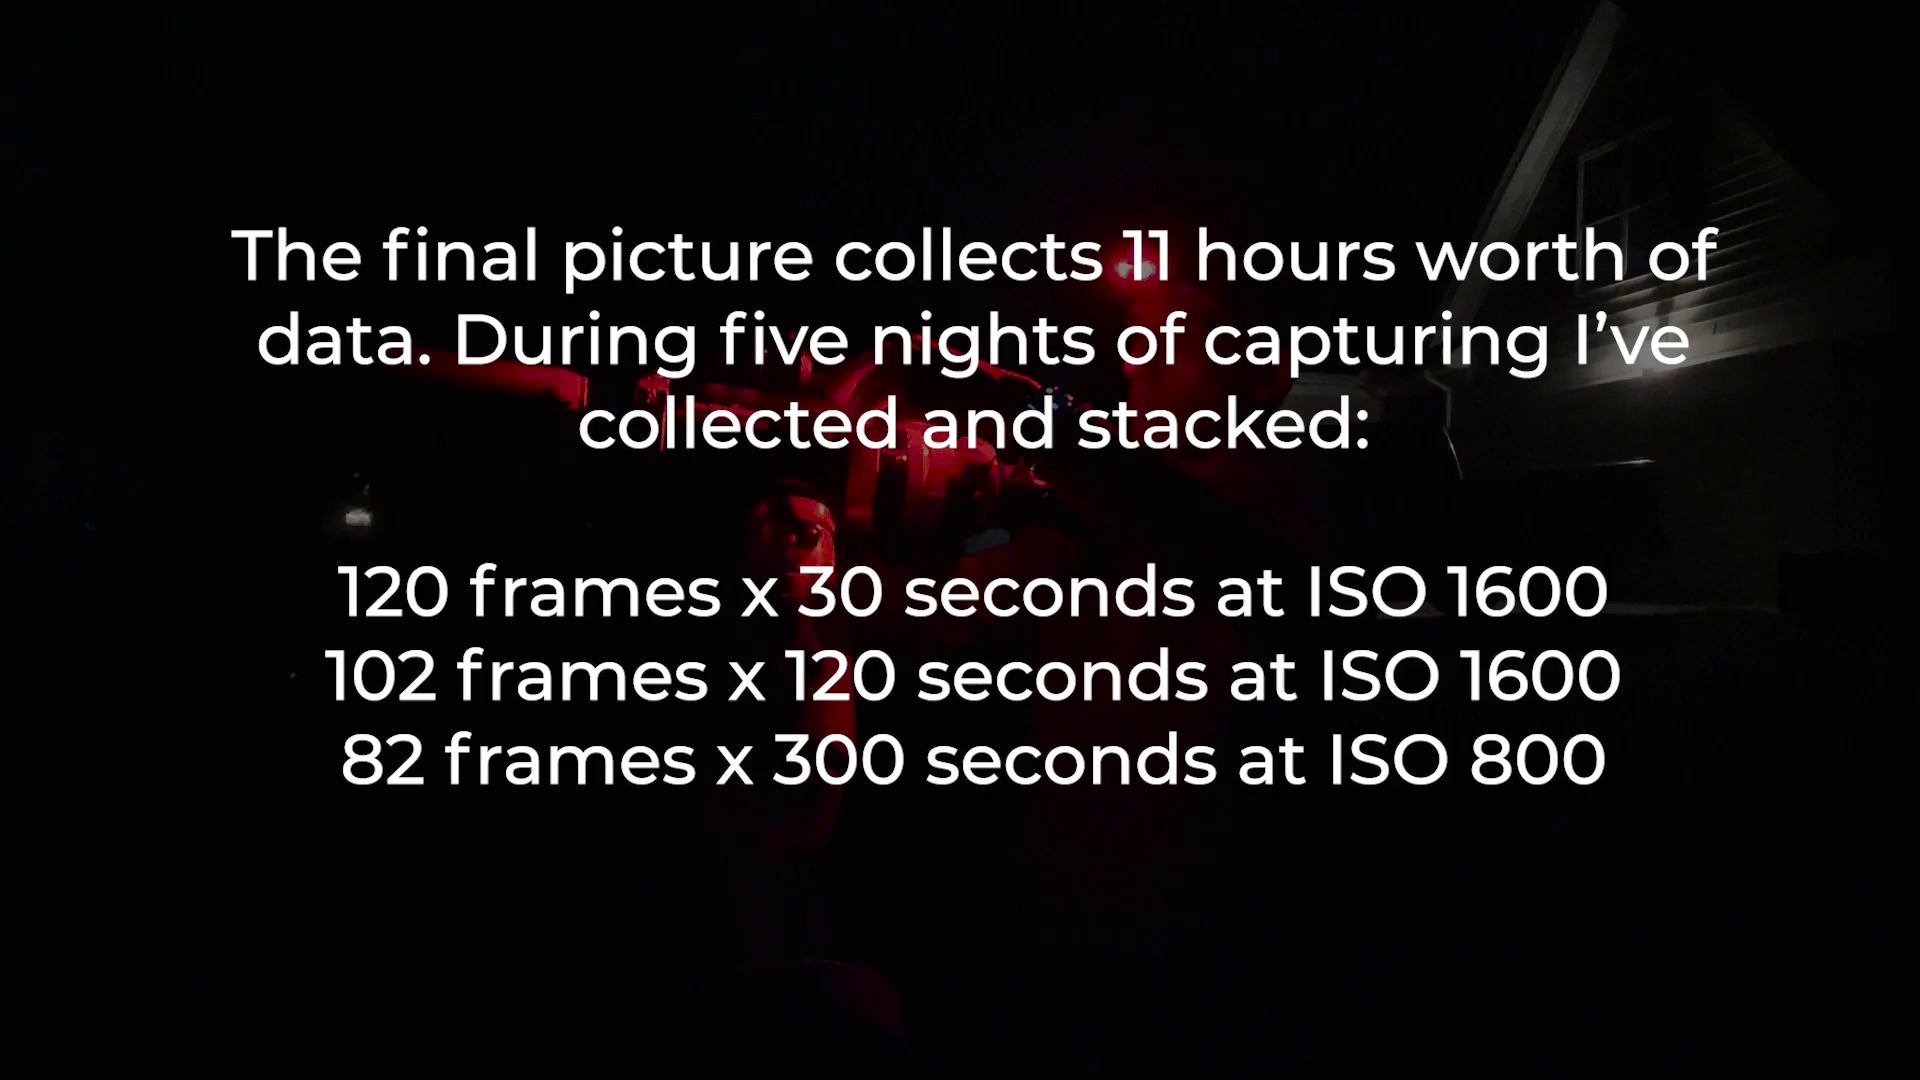 The final picture collects 11 hours worth of
data. During five nights of capturing I’ve
collected and stacked:
120 frames x 30 seconds at ISO 1600
102 frames x 120 seconds at ISO 1600
82 frames x 300 seconds at ISO 800